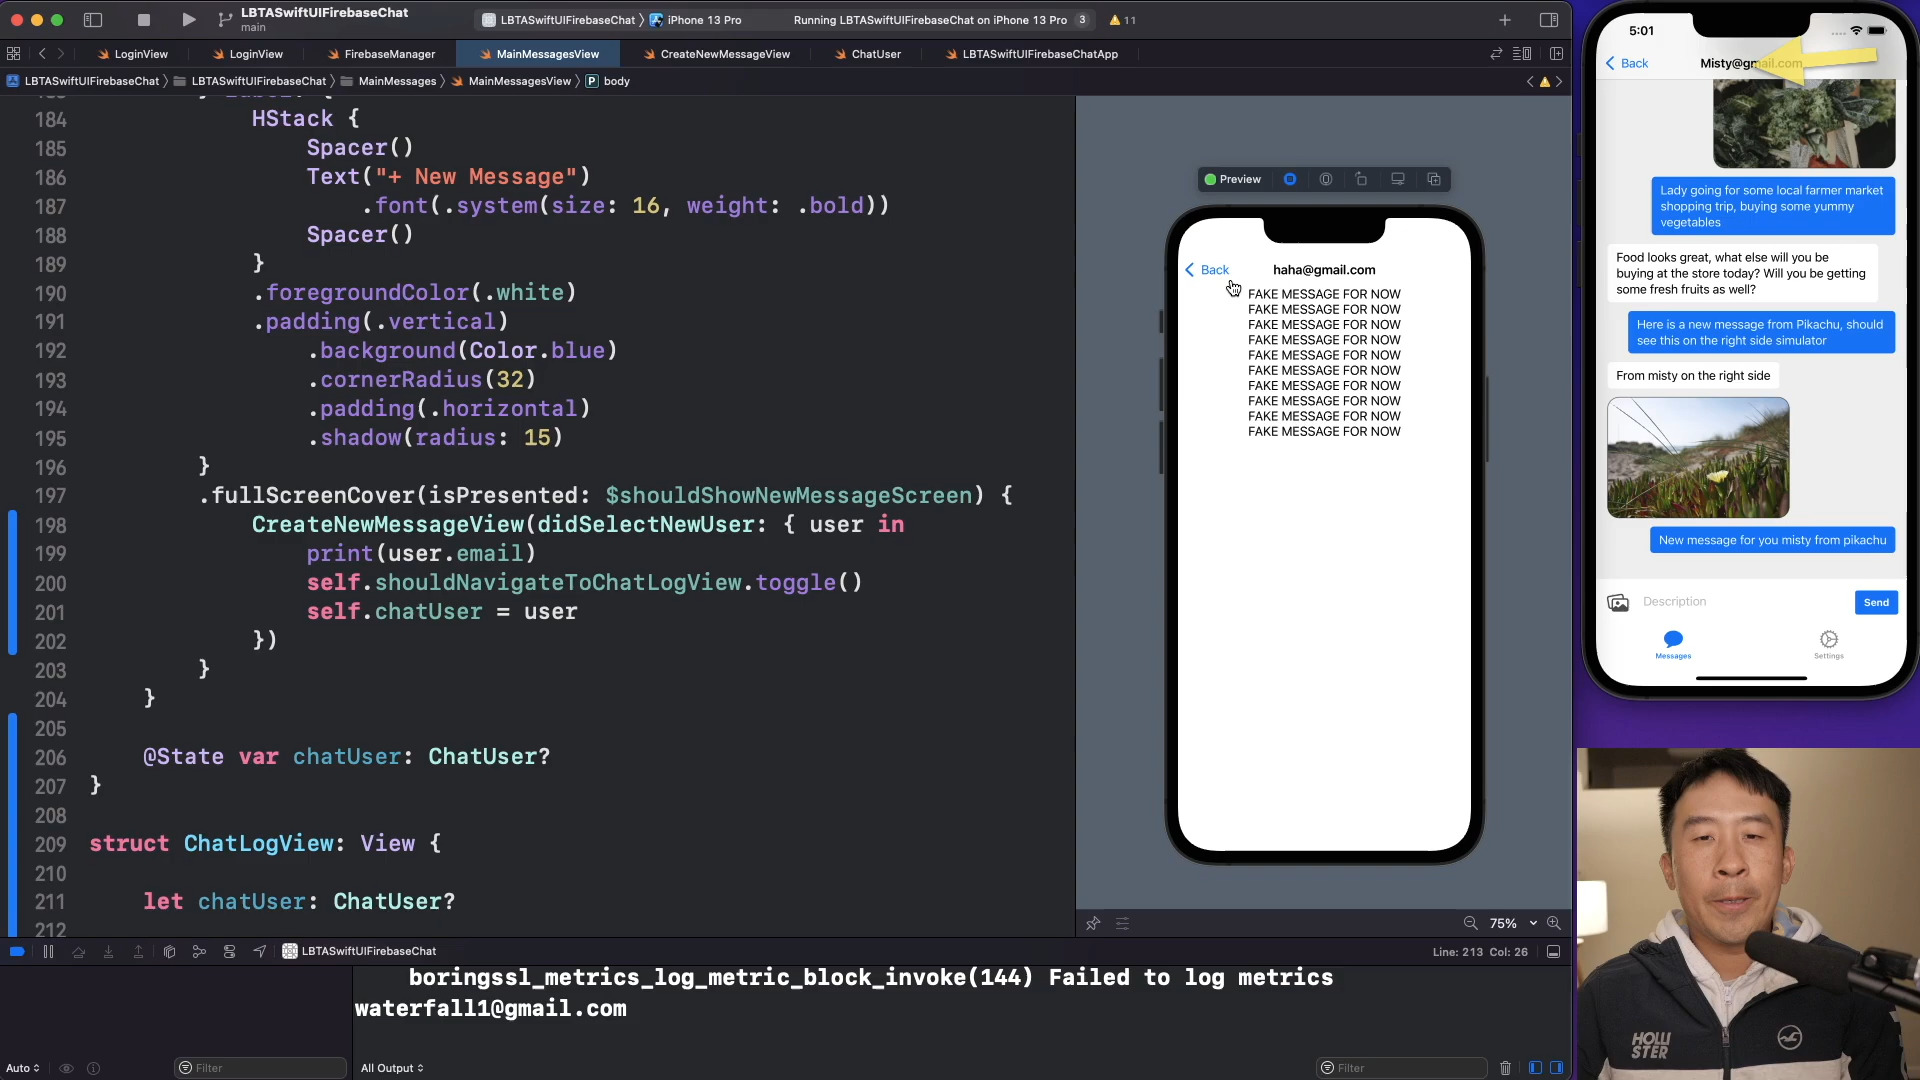 LBTASwiftUIFirebaseChat
main
LBTASwiftUIFirebaseChat
iPhone 13 Pro
Running LBTASwiftUIFirebaseChat on iPhone 13 Pro
3
11
LoginView
LoginView
FirebaseManager
MainMessagesView
CreateNewMessageView
ChatUser
LBTASwiftUIFirebaseChatApp
LBTASwiftUIFirebaseChat
LBTASwiftUIFirebaseChat
MainMessages
MainMessagesView
P body
184 HStack {
185 Spacer()
186 Text("+ New Message")
187 .font(.system(size: 16, weight: .bold))
188 Spacer()
189 }
190 .foregroundColor(.white)
191 .padding(.vertical)
192 .background(Color.blue)
193 .cornerRadius(32)
194 .padding(.horizontal)
195 .shadow(radius: 15)
196 }
197 .fullScreenCover(isPresented: $shouldShowNewMessageScreen) {
198 CreateNewMessageView(didSelectNewUser: { user in
199 print(user.email)
200 self.shouldNavigateToChatLogView.toggle()
201 self.chatUser = user
202 })
203 }
204 }
205
206 @State var chatUser: ChatUser?
207 }
208
209 struct ChatLogView: View {
210
211 let chatUser: ChatUser?
212
Preview
Back
haha@gmail.com
FAKE MESSAGE FOR NOW
FAKE MESSAGE FOR NOW
FAKE MESSAGE FOR NOW
FAKE MESSAGE FOR NOW
FAKE MESSAGE FOR NOW
FAKE MESSAGE FOR NOW
FAKE MESSAGE FOR NOW
FAKE MESSAGE FOR NOW
FAKE MESSAGE FOR NOW
FAKE MESSAGE FOR NOW
75%
LBTASwiftUIFirebaseChat
Line: 213 Col: 26
boringssl_metrics_log_metric_block_invoke(144) Failed to log metrics
waterfall1@gmail.com
Auto
Filter
All Output
Filter
5:01
Back
Misty@gmail.com
Lady going for some local farmer market
shopping trip, buying some yummy
vegetables
Food looks great, what else will you be
buying at the store today? Will you be getting
some fresh fruits as well?
Here is a new message from Pikachu, should
see this on the right side simulator
From misty on the right side
New message for you misty from pikachu
Description
Send
Messages
Settings
HOLLI
STER